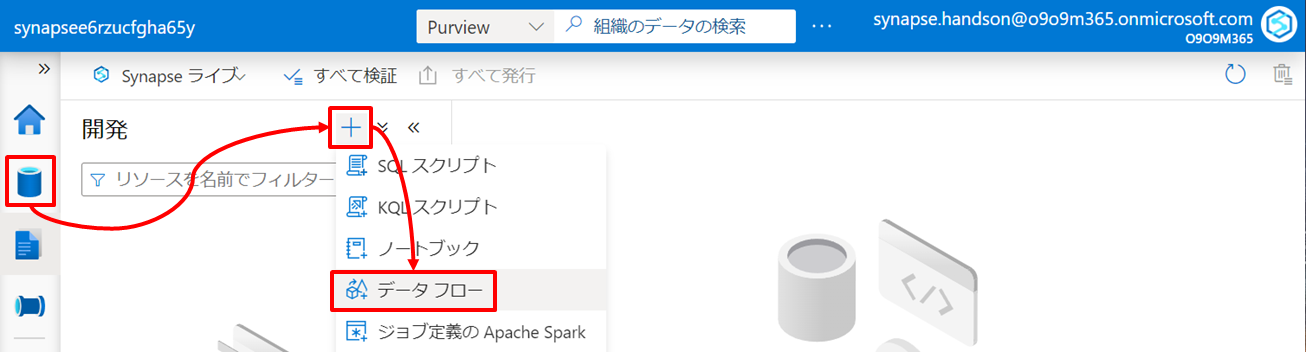 synapsee6rzucfgha65y
Purview
組織のデータの検索
...
synapse.handson@o9o9m365.onmicrosoft.com
O9O9M365
Synapse ライブ
すべて検証
すべて発行
開発
リソースを名前でフィルター
SQL スクリプト
KQL スクリプト
ノートブック
データ フロー
ジョブ定義の Apache Spark